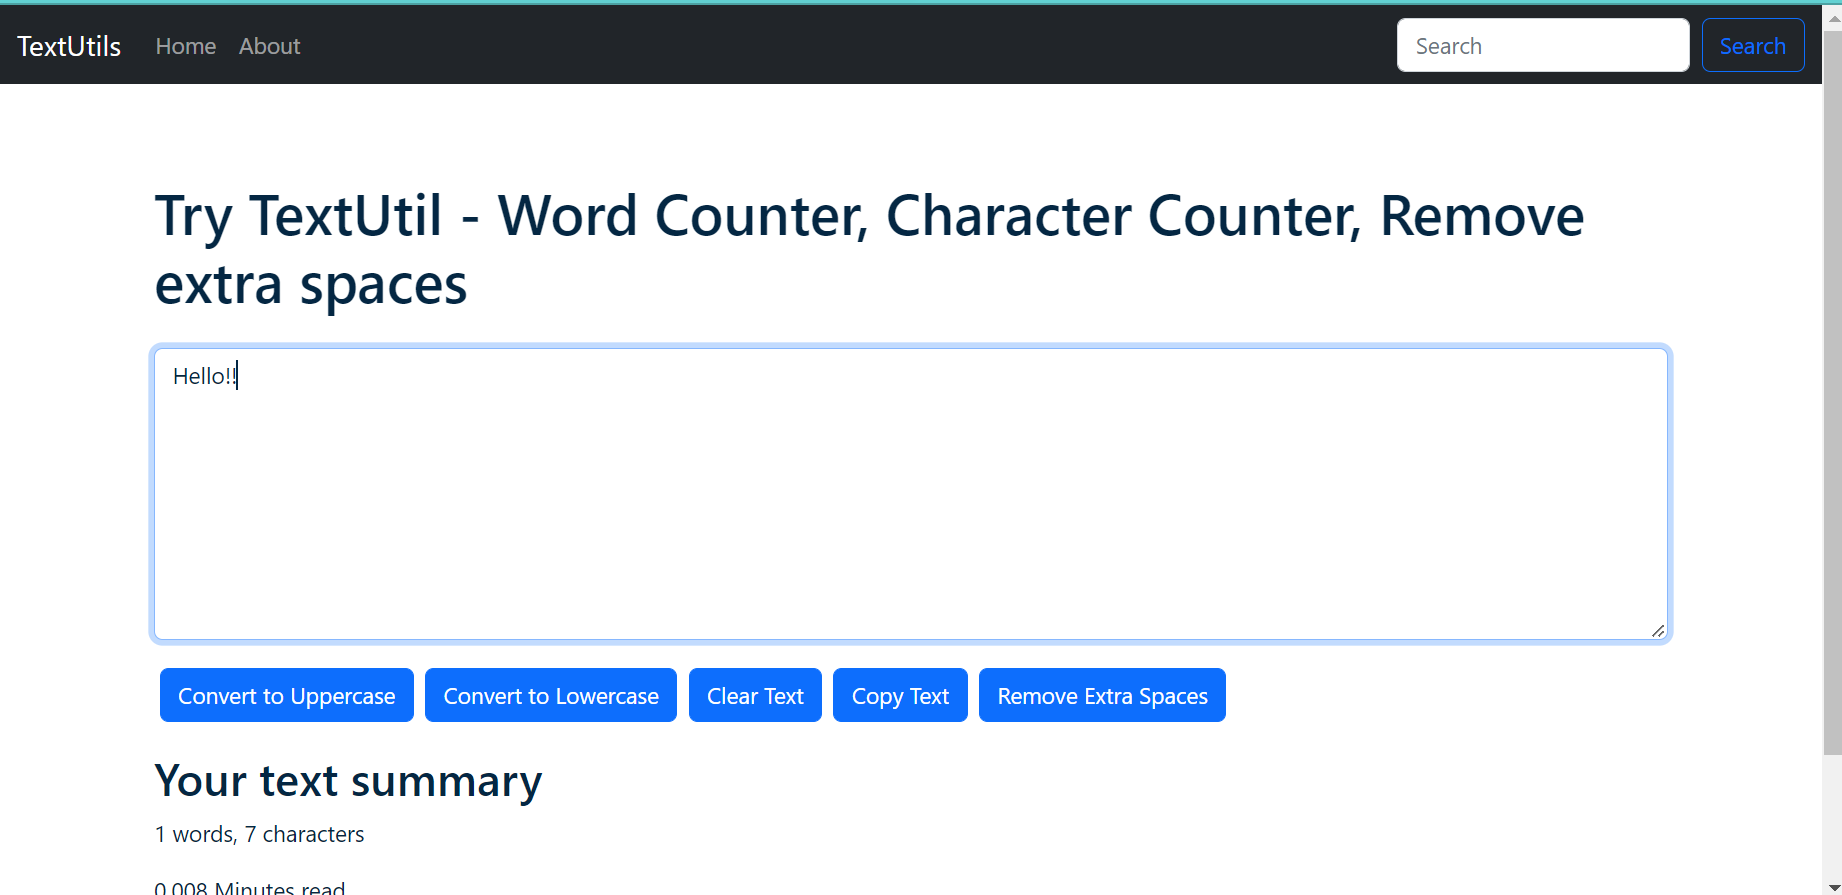 TextUtils Home About Search Search
Try TextUtil - Word Counter, Character Counter, Remove
extra spaces
Hello!!
Convert to Uppercase Convert to Lowercase Clear Text Copy Text Remove Extra Spaces
Your text summary
1 words, 7 characters
0.008 Minutes read